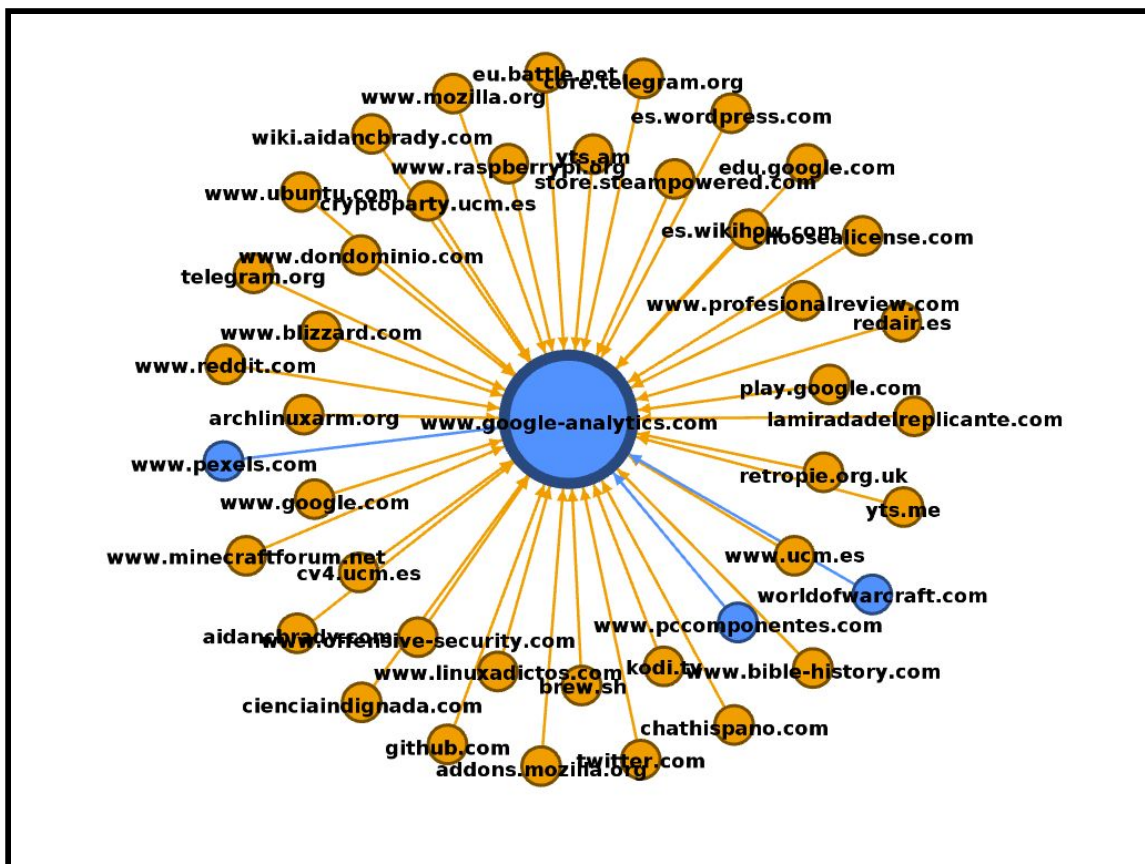 eu.battle.net
core.telegram.org
www.mozilla.org
es.wordpress.com
wiki.aidancbrady.com
yts.am
www.raspberrypi.org
edu.google.com
store.steampowered.com
www.ubuntu.com
cryptoparty.ucm.es
es.wikihow.com
choosealicense.com
www.dondominio.com
telegram.org
www.profesionalreview.com
redair.es
www.blizzard.com
www.reddit.com
play.google.com
archlinuxarm.org
lamiradadelreplicante.com
www.google-analytics.com
www.pexels.com
retropie.org.uk
www.google.com
yts.me
www.minecraftforum.net
www.ucm.es
cv4.ucm.es
worldofwarcraft.com
www.pccomponentes.com
aidancbrady.com
www.offensive-security.com
kodi.tv
www.bible-history.com
www.linuxadictos.com
brew.sh
cienciaindignada.com
chathispano.com
github.com
twitter.com
addons.mozilla.org